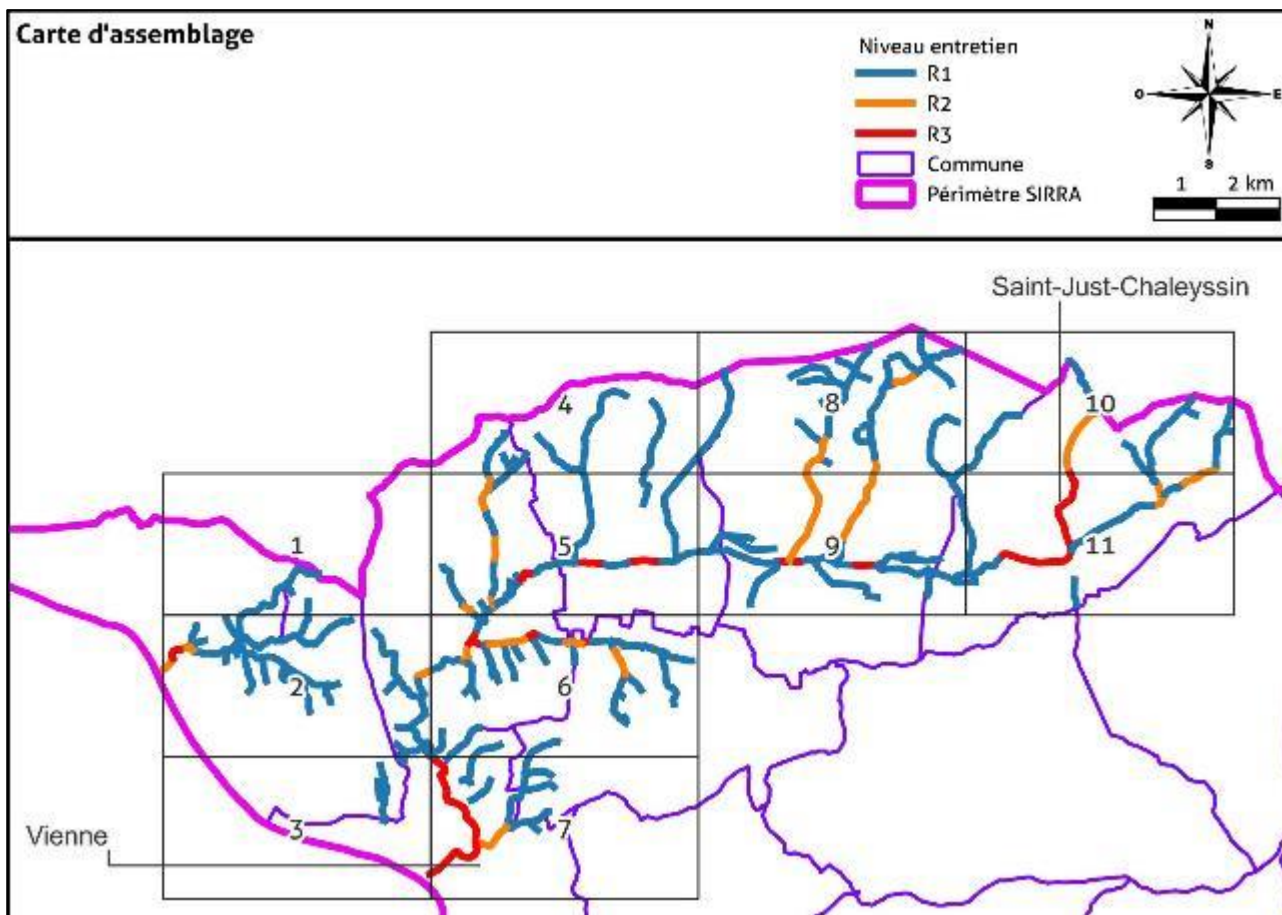 Carte d'assemblage
Niveau entretien
R1
R2
R3
Commune
Périmètre SIRRA
N
O
E
S
1 2 km
Saint-Just-Chaleyssin
4
8
10
1
5
9
11
2
6
3
7
Vienne